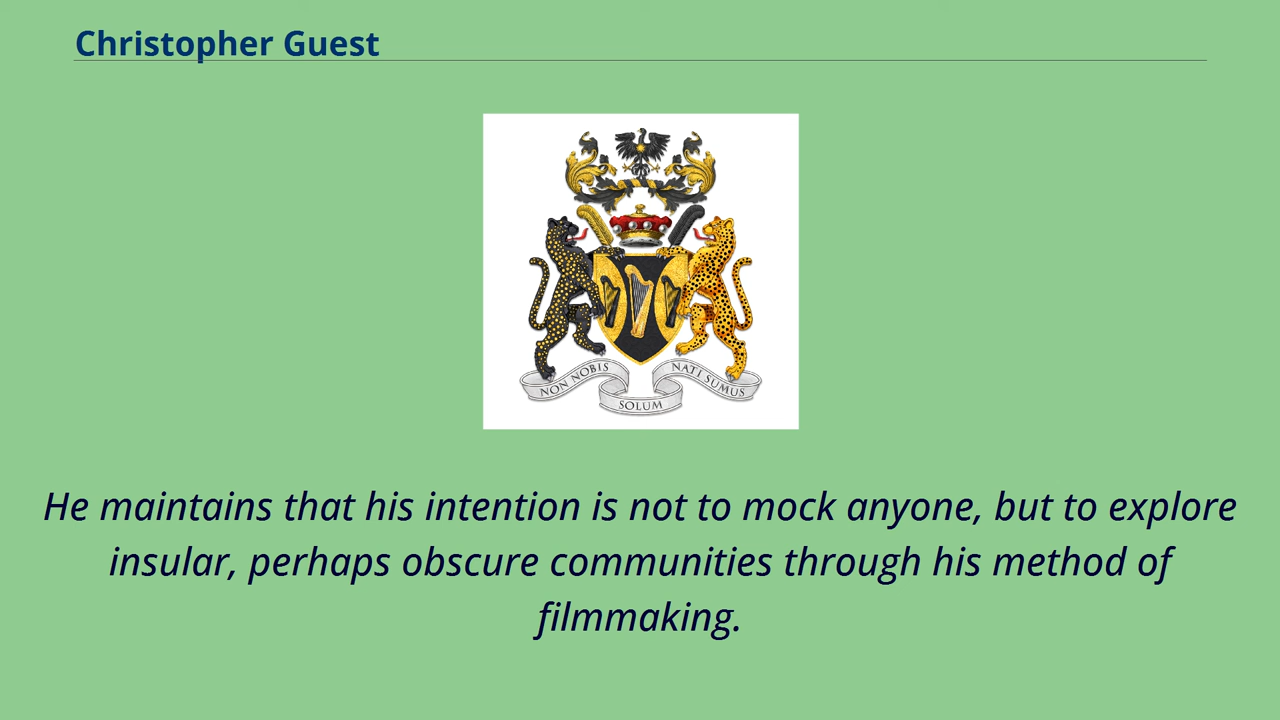 Christopher Guest
NON NOBIS
SOLUM
NATI SUMUS
He maintains that his intention is not to mock anyone, but to explore
insular, perhaps obscure communities through his method of
filmmaking.